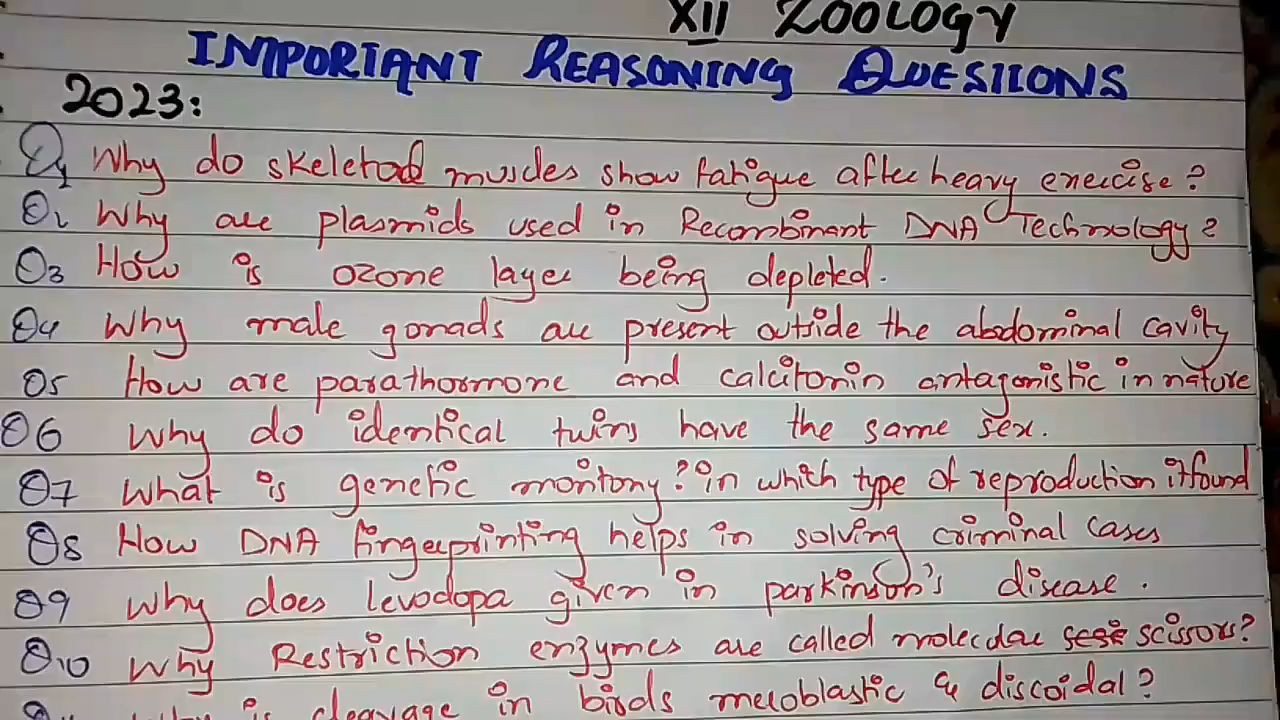 XII ZOOLOGY
IMPORTANT REASONING QUESTIONS
2023:
Q1 Why do skeletal muscles show fatigue after heavy exercise?
Q2 Why are plasmids used in Recombinant DNA Technology?
Q3 How is ozone layer being depleted.
Q4 Why male gonads are present outside the abdominal cavity
Q5 How are parathormone and calcitonin antagonistic in nature
Q6 Why do identical twins have the same sex.
Q7 What is genetic montony? in which type of reproduction it found
Q8 How DNA fingerprinting helps in solving criminal cases
Q9 Why does levodopa given in parkinson's disease.
Q10 Why Restriction enzymes are called molecular scissors?
is cleavage in birds meroblastic & discoidal?